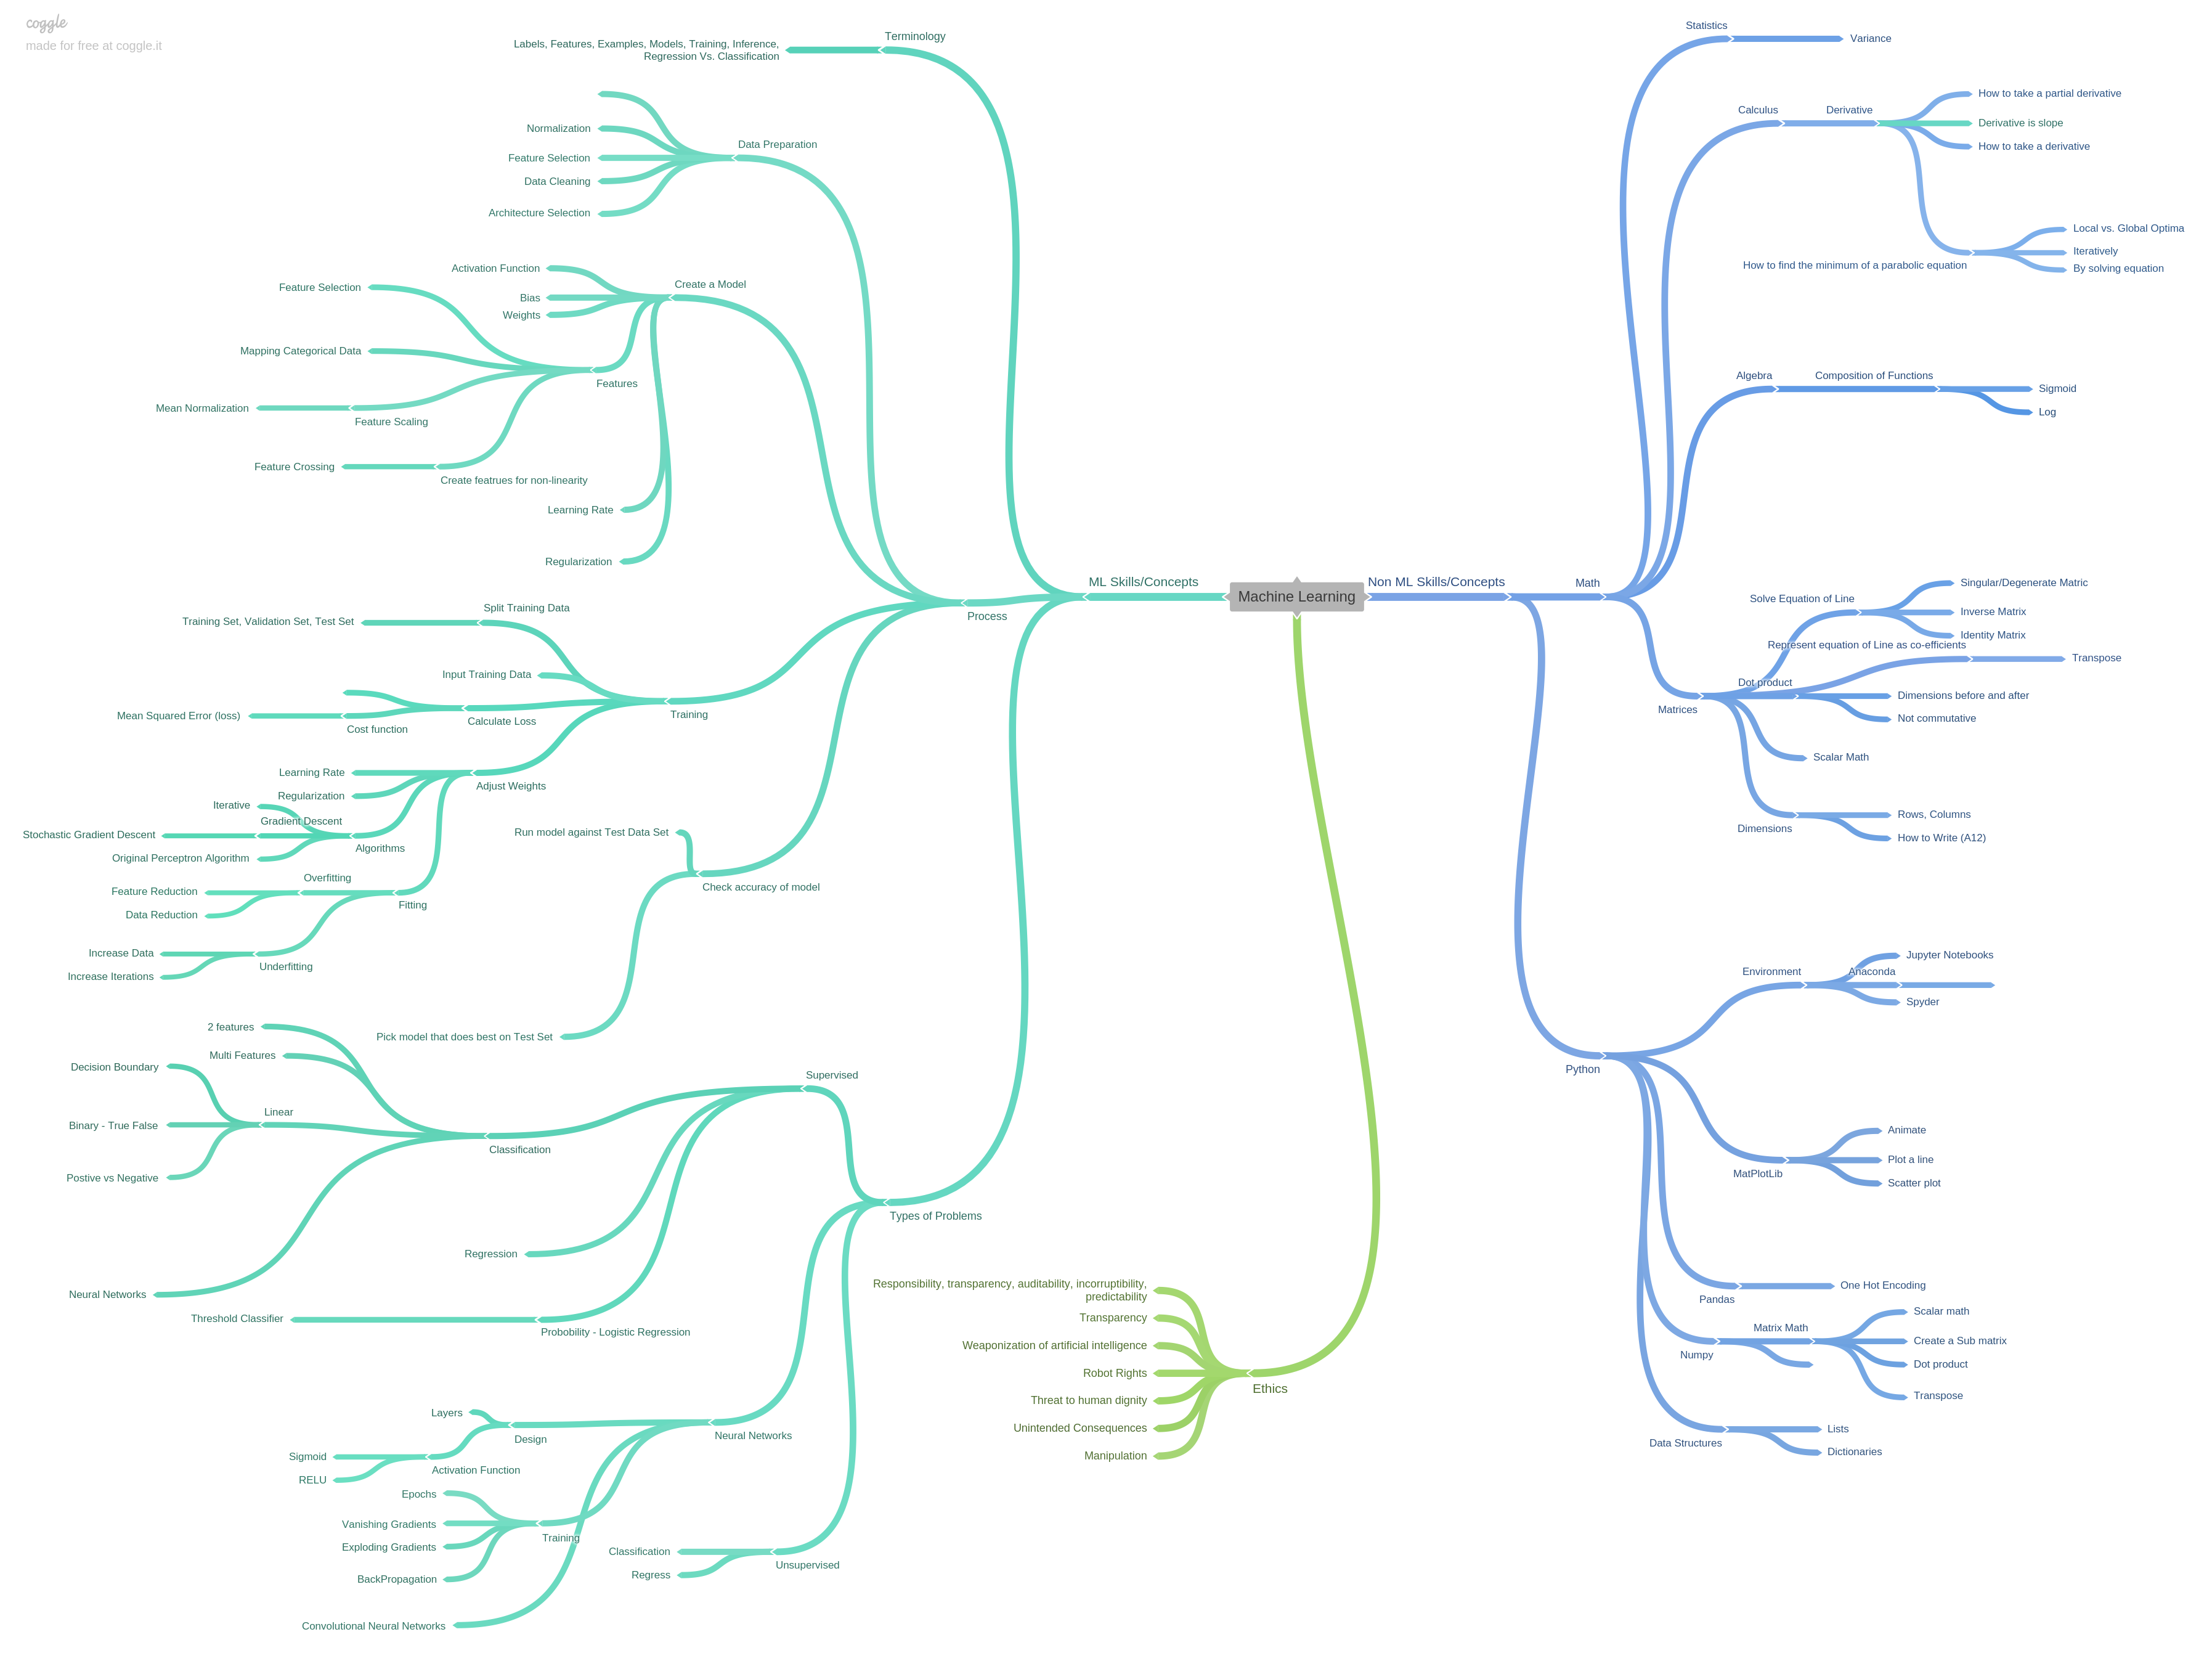 coggle
made for free at coggle.it
Machine Learning
ML Skills/Concepts
Terminology
Labels, Features, Examples, Models, Training, Inference,
Regression Vs. Classification
Process
Data Preparation
Normalization
Feature Selection
Data Cleaning
Architecture Selection
Create a Model
Activation Function
Bias
Weights
Features
Feature Selection
Mapping Categorical Data
Feature Scaling
Mean Normalization
Create featrues for non-linearity
Feature Crossing
Learning Rate
Regularization
Training
Split Training Data
Training Set, Validation Set, Test Set
Input Training Data
Calculate Loss
Cost function
Mean Squared Error (loss)
Adjust Weights
Learning Rate
Regularization
Algorithms
Iterative
Gradient Descent
Stochastic Gradient Descent
Original Perceptron Algorithm
Fitting
Overfitting
Feature Reduction
Data Reduction
Underfitting
Increase Data
Increase Iterations
Check accuracy of model
Run model against Test Data Set
Pick model that does best on Test Set
Types of Problems
Supervised
Classification
2 features
Multi Features
Linear
Decision Boundary
Binary - True False
Postive vs Negative
Neural Networks
Regression
Probobility - Logistic Regression
Threshold Classifier
Neural Networks
Design
Layers
Activation Function
Sigmoid
RELU
Training
Epochs
Vanishing Gradients
Exploding Gradients
BackPropagation
Convolutional Neural Networks
Unsupervised
Classification
Regress
Ethics
Responsibility, transparency, auditability, incorruptibility,
predictability
Transparency
Weaponization of artificial intelligence
Robot Rights
Threat to human dignity
Unintended Consequences
Manipulation
Non ML Skills/Concepts
Math
Statistics
Variance
Calculus
Derivative
How to take a partial derivative
Derivative is slope
How to take a derivative
How to find the minimum of a parabolic equation
Local vs. Global Optima
Iteratively
By solving equation
Algebra
Composition of Functions
Sigmoid
Log
Matrices
Solve Equation of Line
Singular/Degenerate Matric
Inverse Matrix
Identity Matrix
Represent equation of Line as co-efficients
Transpose
Dot product
Dimensions before and after
Not commutative
Scalar Math
Dimensions
Rows, Columns
How to Write (A12)
Python
Environment
Jupyter Notebooks
Anaconda
Spyder
MatPlotLib
Animate
Plot a line
Scatter plot
Pandas
One Hot Encoding
Numpy
Matrix Math
Scalar math
Create a Sub matrix
Dot product
Transpose
Data Structures
Lists
Dictionaries